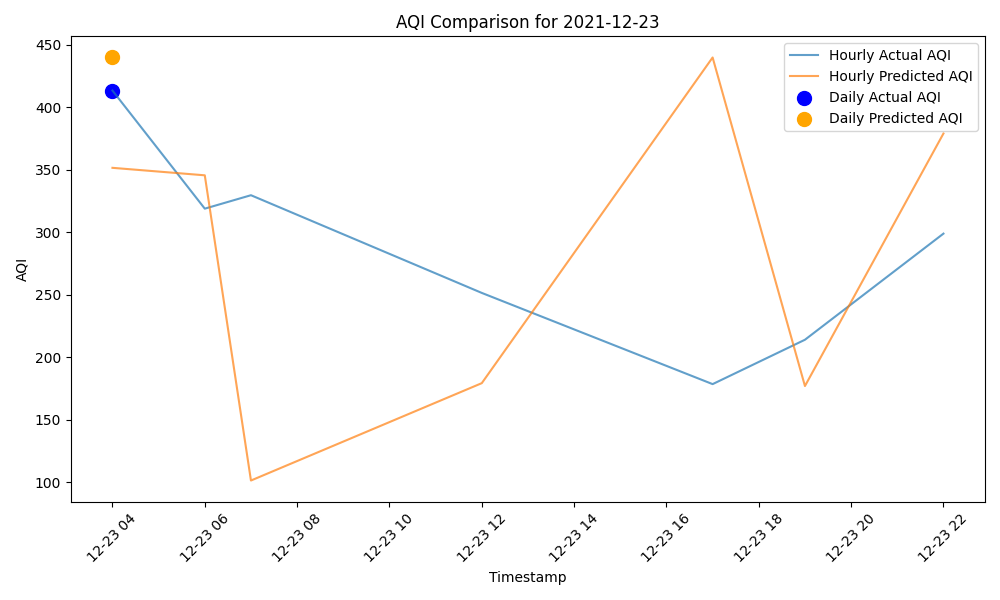 AQI Comparison for 2021-12-23
Hourly Actual AQI
Hourly Predicted AQI
Daily Actual AQI
Daily Predicted AQI
AQI
450
400
350
300
250
200
150
100
12-23 04
12-23 06
12-23 08
12-23 10
12-23 12
12-23 14
12-23 16
12-23 18
12-23 20
12-23 22
Timestamp